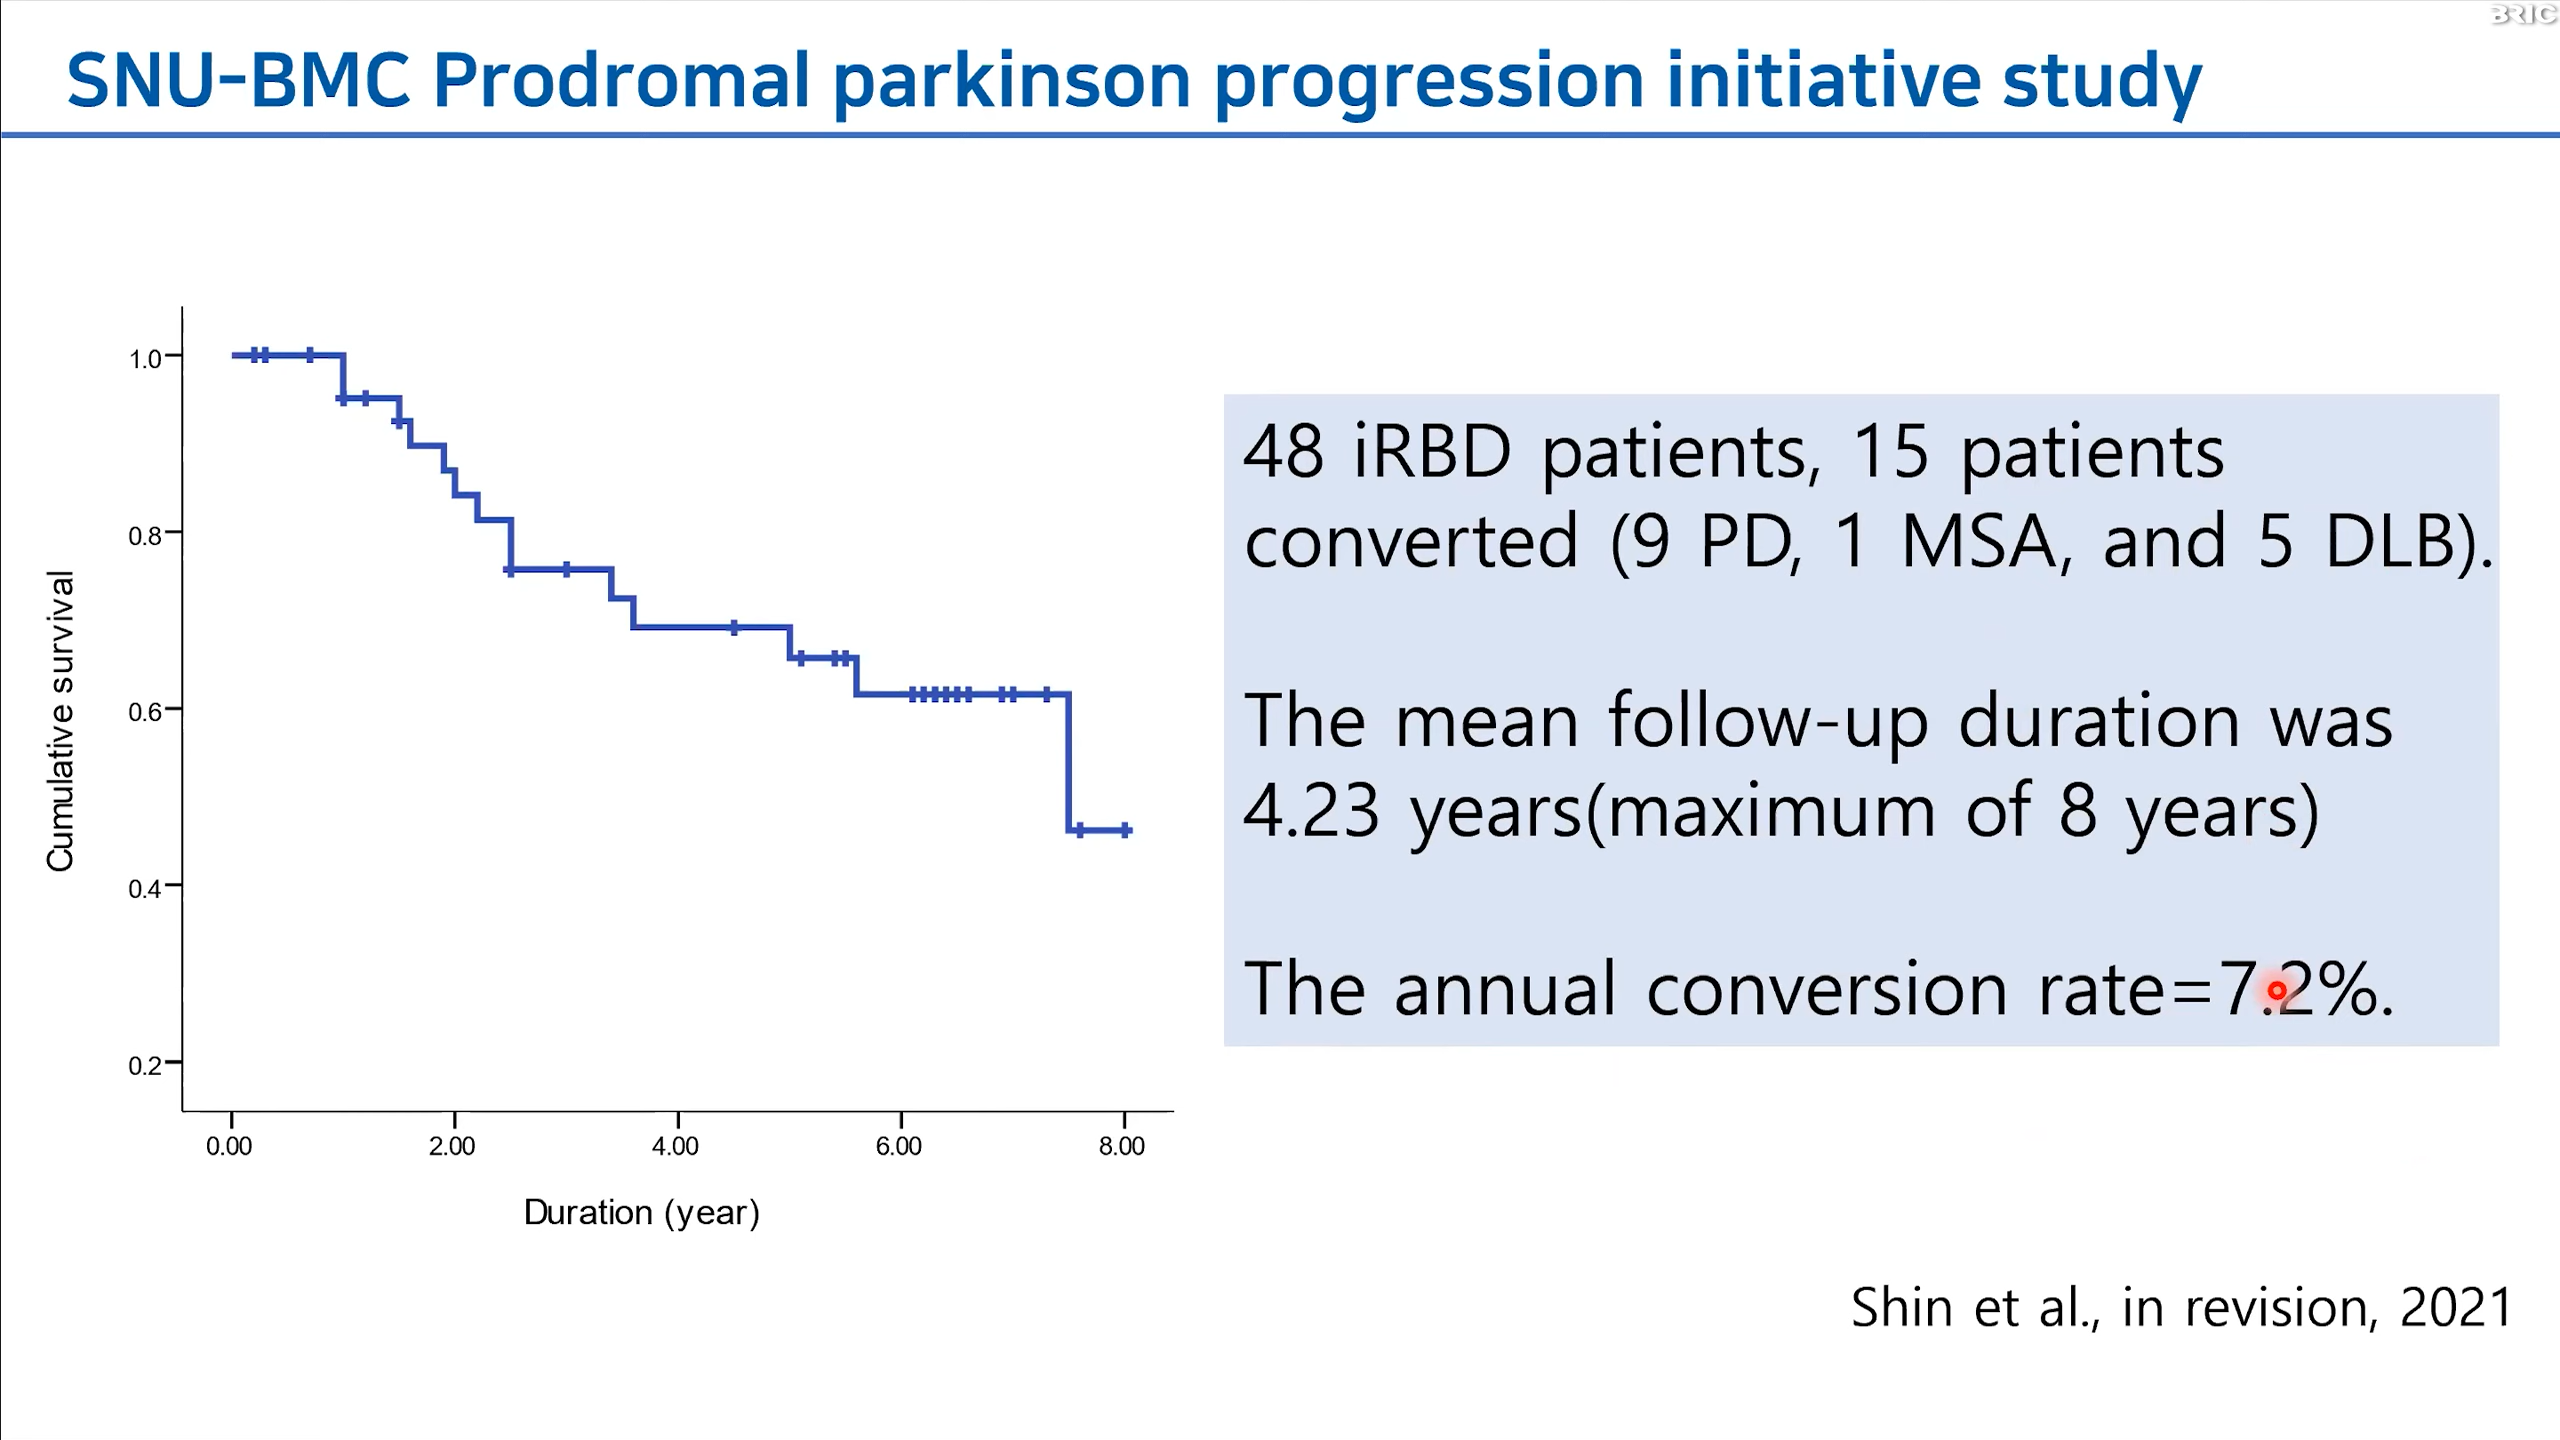 BRIC
SNU-BMC Prodromal parkinson progression initiative study
1.0
0.8
0.6
0.4
0.2
Cumulative survival
0.00 2.00 4.00 6.00 8.00
Duration (year)
48 iRBD patients, 15 patients
converted (9 PD, 1 MSA, and 5 DLB).
The mean follow-up duration was
4.23 years(maximum of 8 years)
The annual conversion rate=7.2%.
Shin et al., in revision, 2021